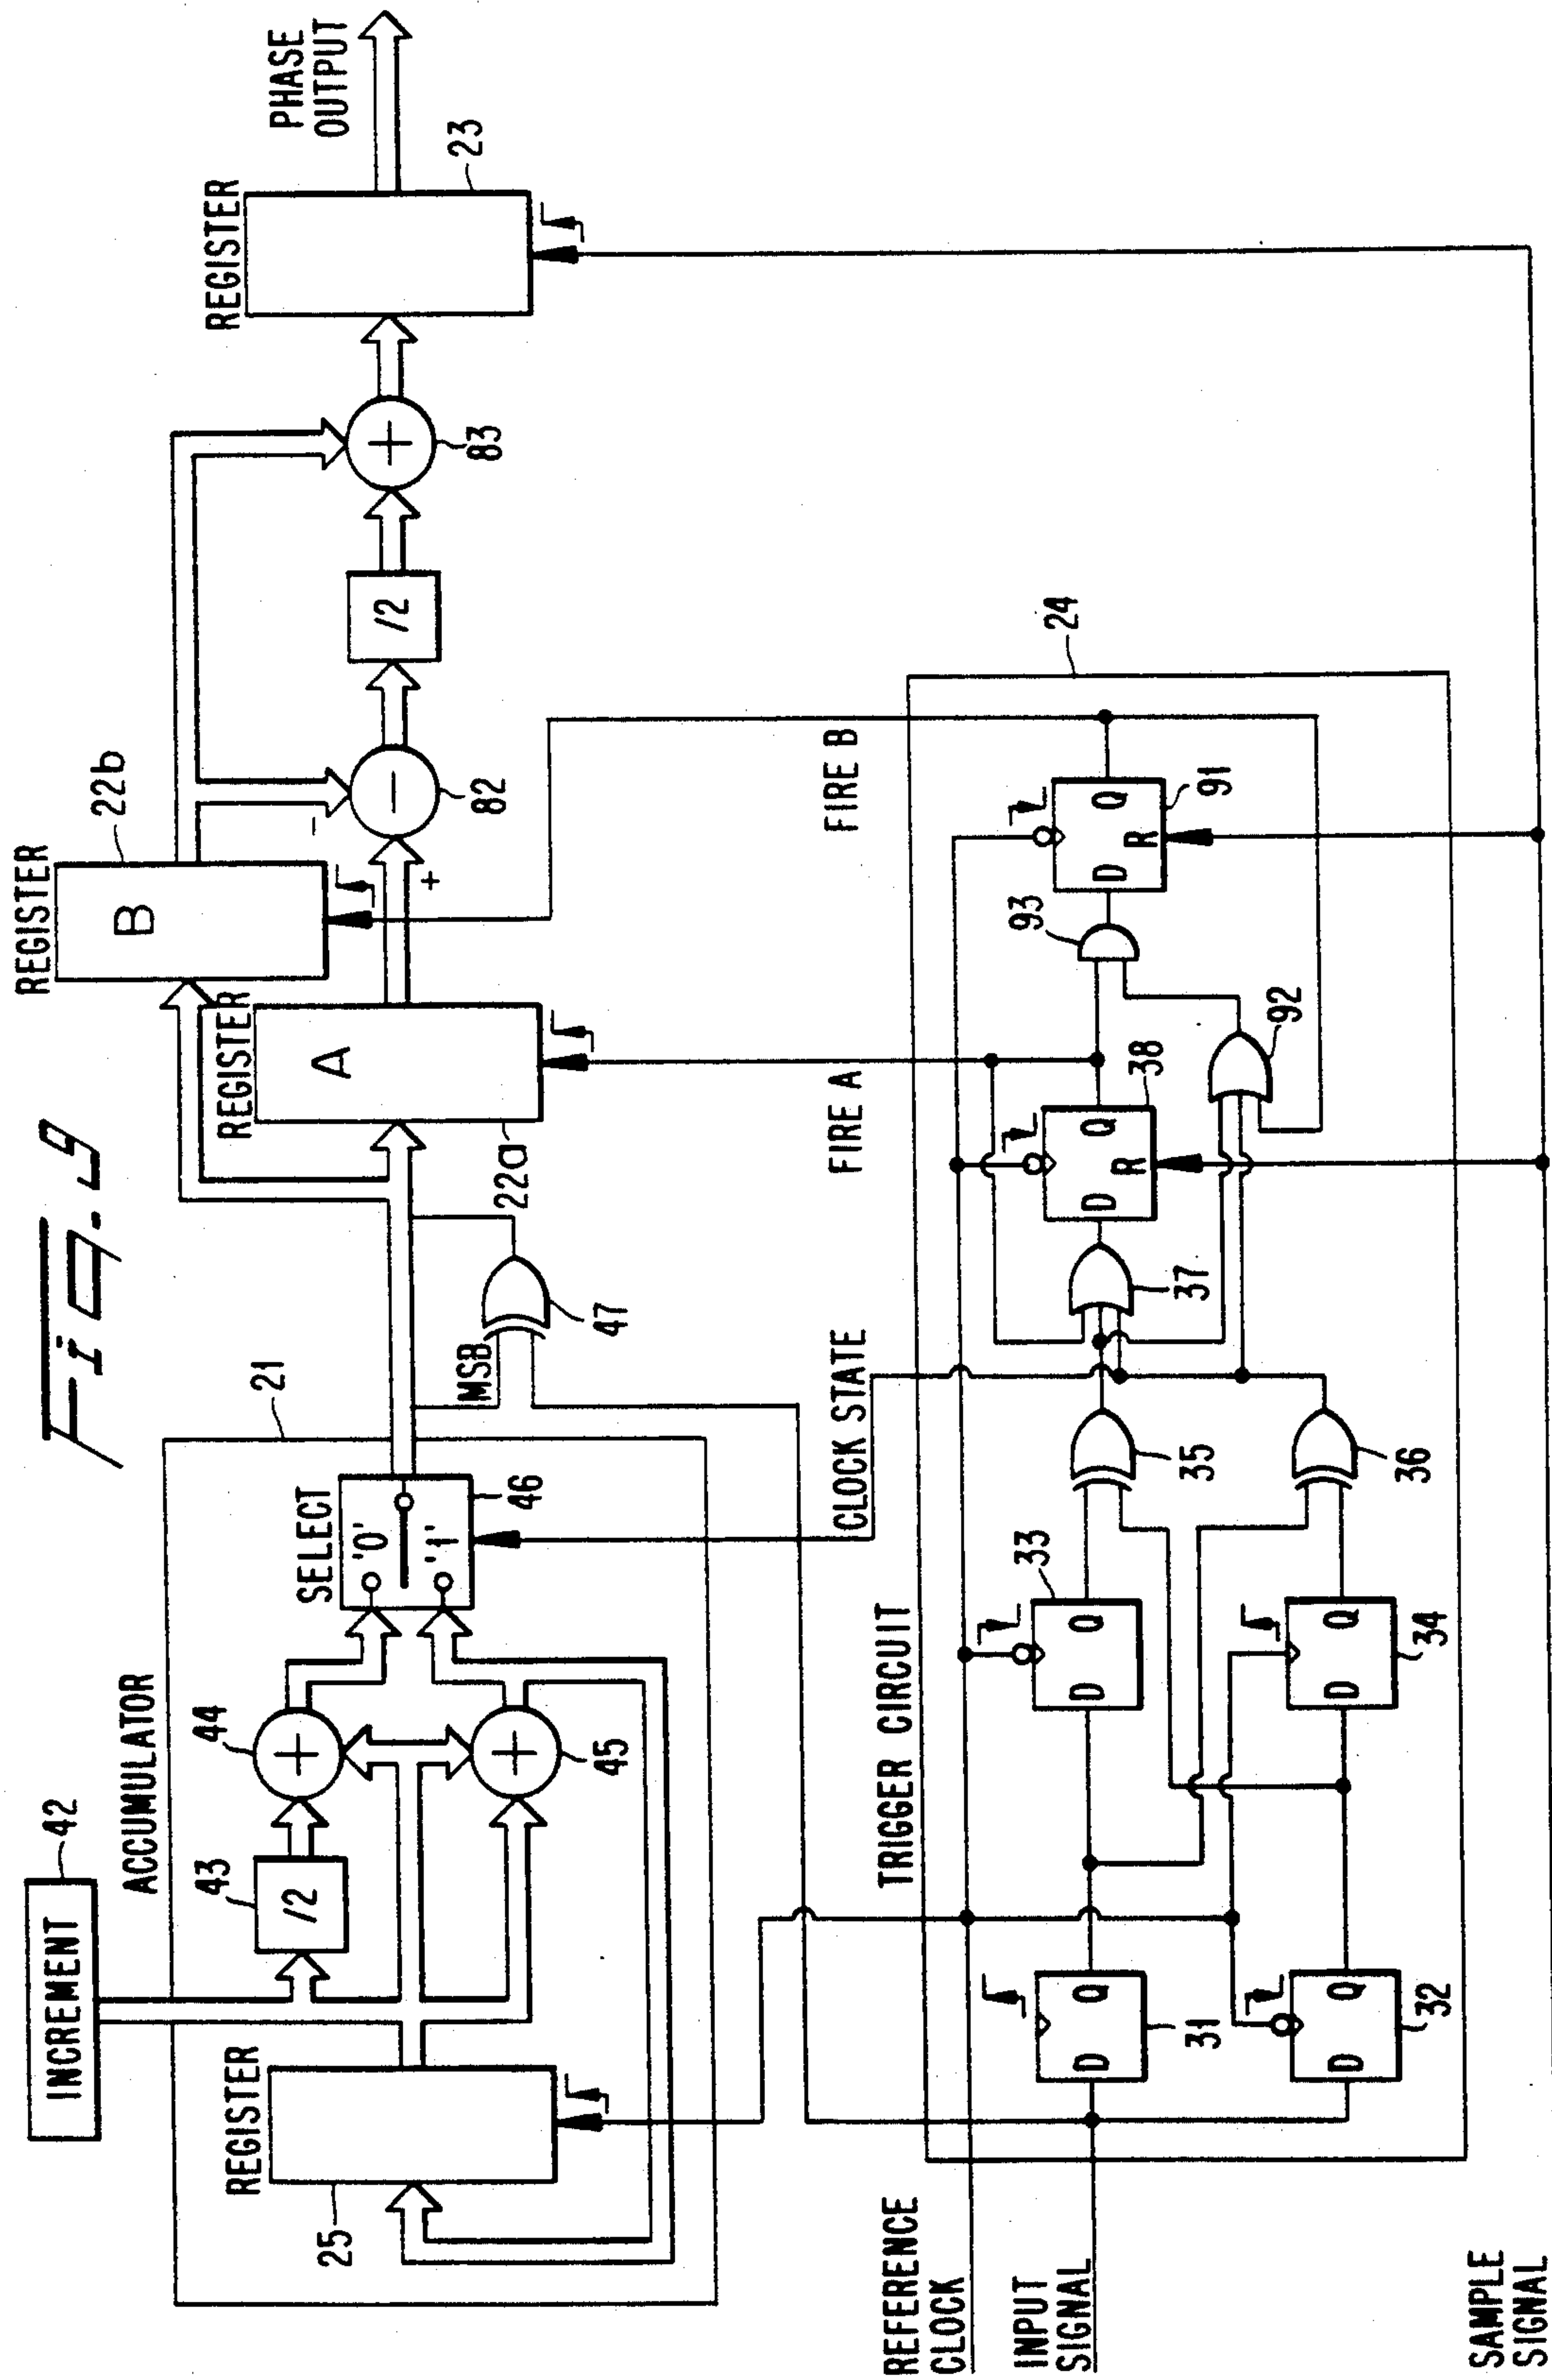 Fig. 9
INCREMENT
42
ACCUMULATOR
21
43
/2
44
+
45
+
REGISTER
25
SELECT
'0'
'1'
46
MSB
47
REGISTER
B
22b
REGISTER
A
22a
+
-
-
82
/2
+
83
REGISTER
23
PHASE
OUTPUT
CLOCK STATE
FIRE A
FIRE B
TRIGGER CIRCUIT
24
REFERENCE
CLOCK
INPUT
SIGNAL
SAMPLE
SIGNAL
D
Q
31
D
Q
32
D
Q
33
D
Q
34
35
36
37
D
Q
R
38
92
93
D
Q
R
91